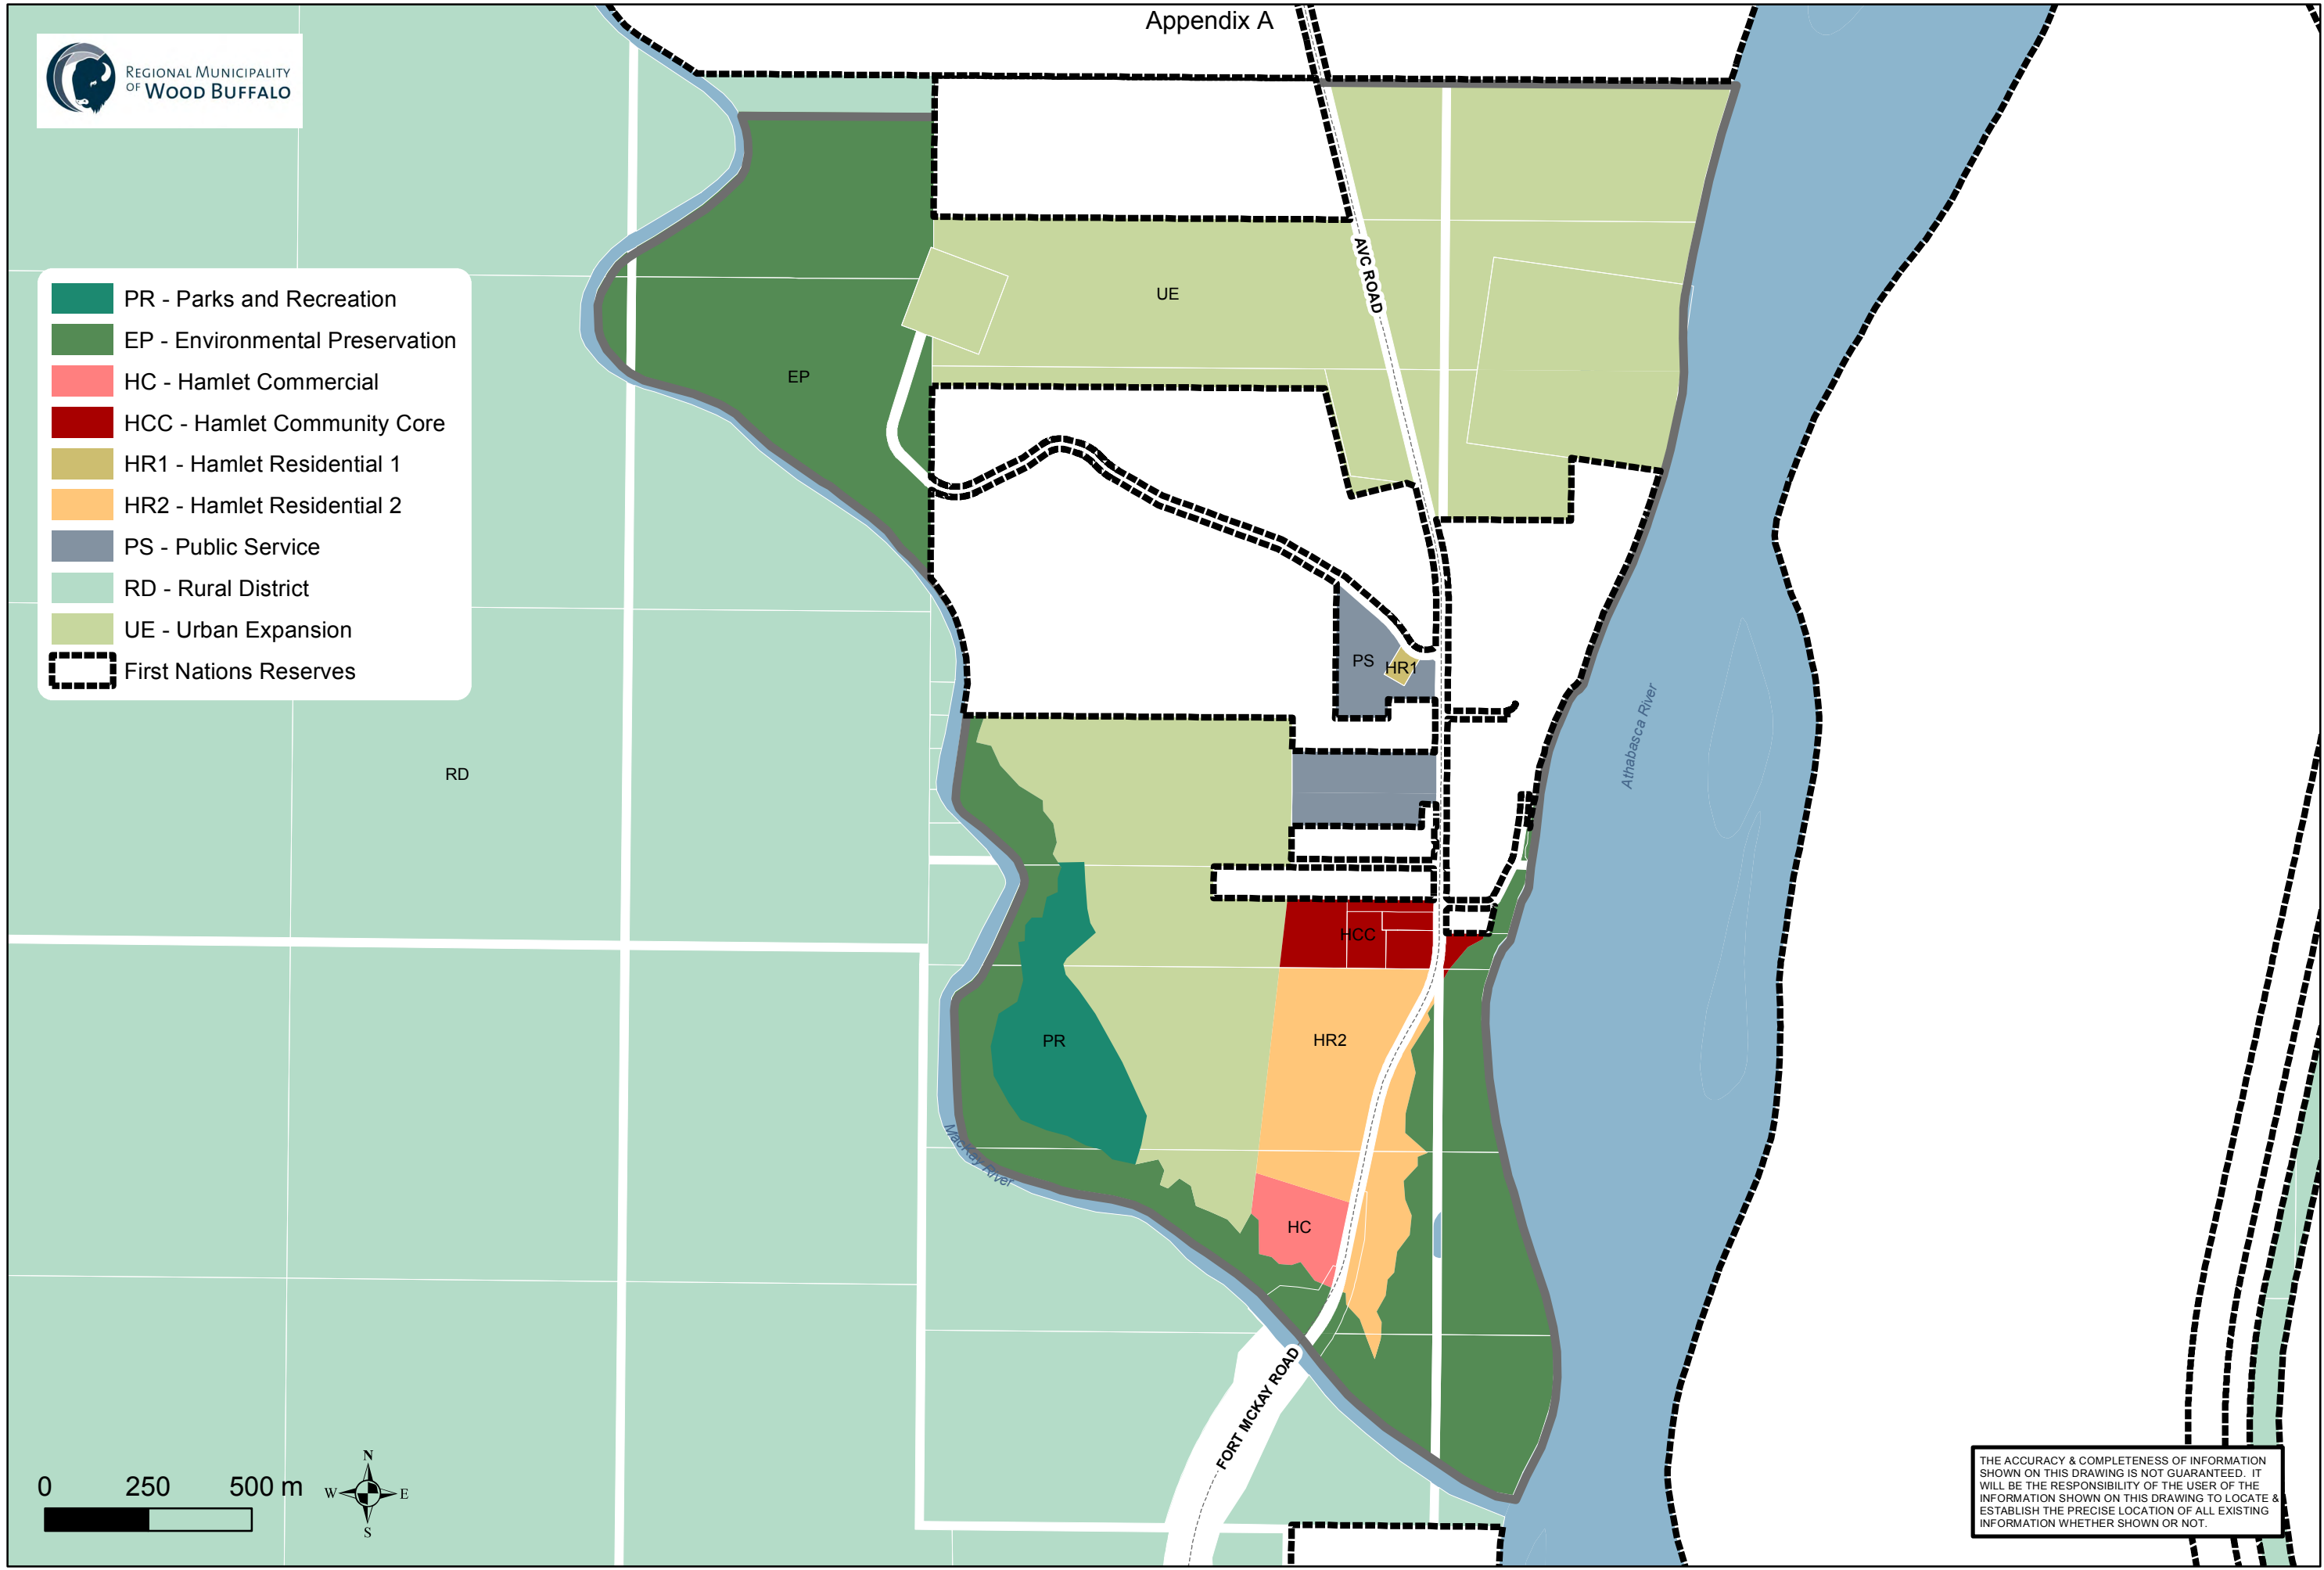 Appendix A
REGIONAL MUNICIPALITY
OF WOOD BUFFALO
PR - Parks and Recreation
EP - Environmental Preservation
HC - Hamlet Commercial
HCC - Hamlet Community Core
HR1 - Hamlet Residential 1
HR2 - Hamlet Residential 2
PS - Public Service
RD - Rural District
UE - Urban Expansion
First Nations Reserves
AVC ROAD
UE
EP
PS
HR1
RD
Athabasca River
HCC
PR
HR2
MacKay River
HC
FORT MCKAY ROAD
0 250 500 m
N
W E
S
THE ACCURACY & COMPLETENESS OF INFORMATION
SHOWN ON THIS DRAWING IS NOT GUARANTEED. IT
WILL BE THE RESPONSIBILITY OF THE USER OF THE
INFORMATION SHOWN ON THIS DRAWING TO LOCATE &
ESTABLISH THE PRECISE LOCATION OF ALL EXISTING
INFORMATION WHETHER SHOWN OR NOT.